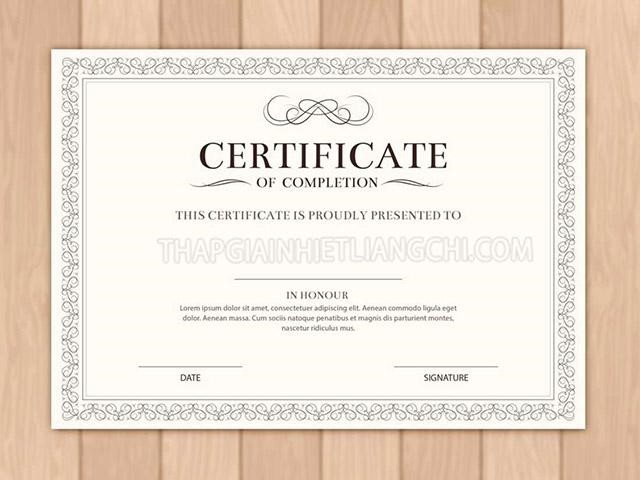 CERTIFICATE
OF COMPLETION
THIS CERTIFICATE IS PROUDLY PRESENTED TO
THAPGIAINHIETLIANGCHI.COM
IN HONOUR
Lorem ipsum dolor sit amet, consectetuer adipiscing elit. Aenean commodo ligula eget dolor.
Aenean massa. Cum sociis natoque penatibus et magnis dis parturient montes,
nascetur ridiculus mus.
DATE SIGNATURE